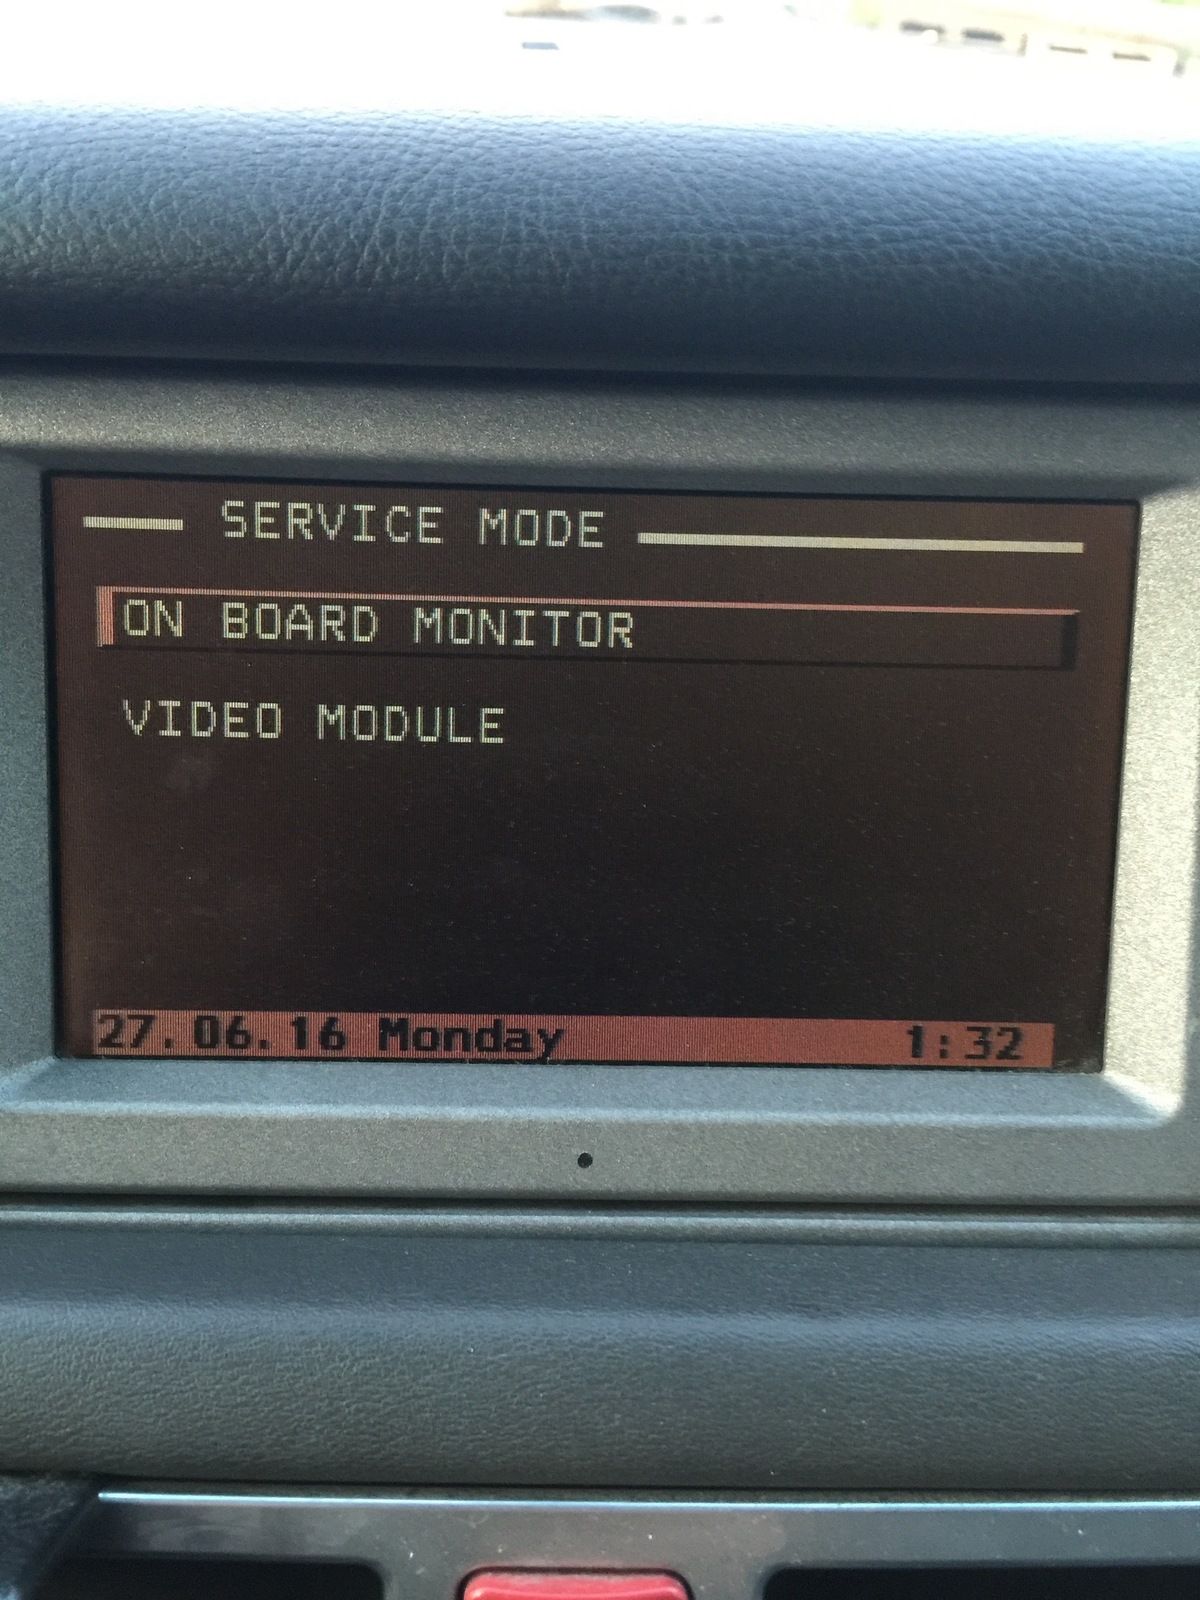 SERVICE MODE
ON BOARD MONITOR
VIDEO MODULE
27.06.16 Monday 1:32